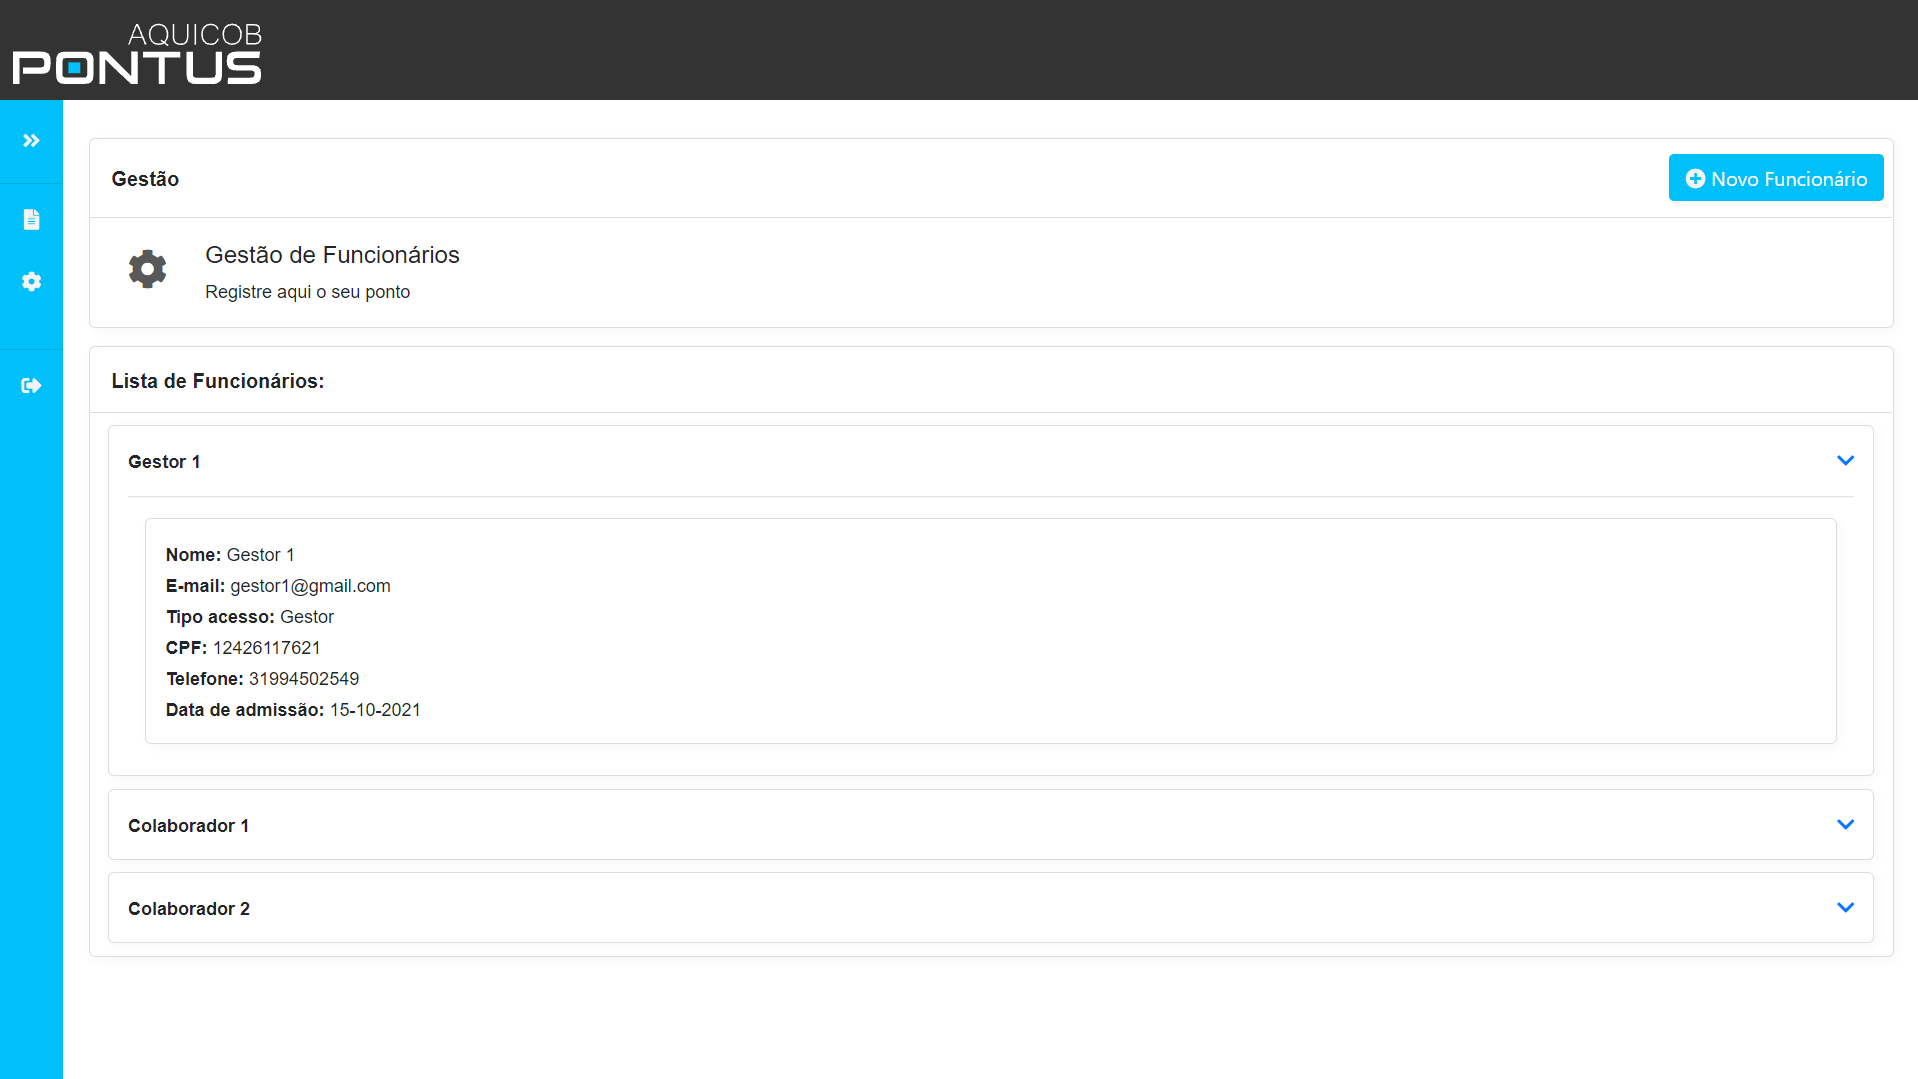 AQUICOB
PONTUS
Gestão
Novo Funcionário
Gestão de Funcionários
Registre aqui o seu ponto
Lista de Funcionários:
Gestor 1
Nome: Gestor 1
E-mail: gestor1@gmail.com
Tipo acesso: Gestor
CPF: 12426117621
Telefone: 31994502549
Data de admissão: 15-10-2021
Colaborador 1
Colaborador 2